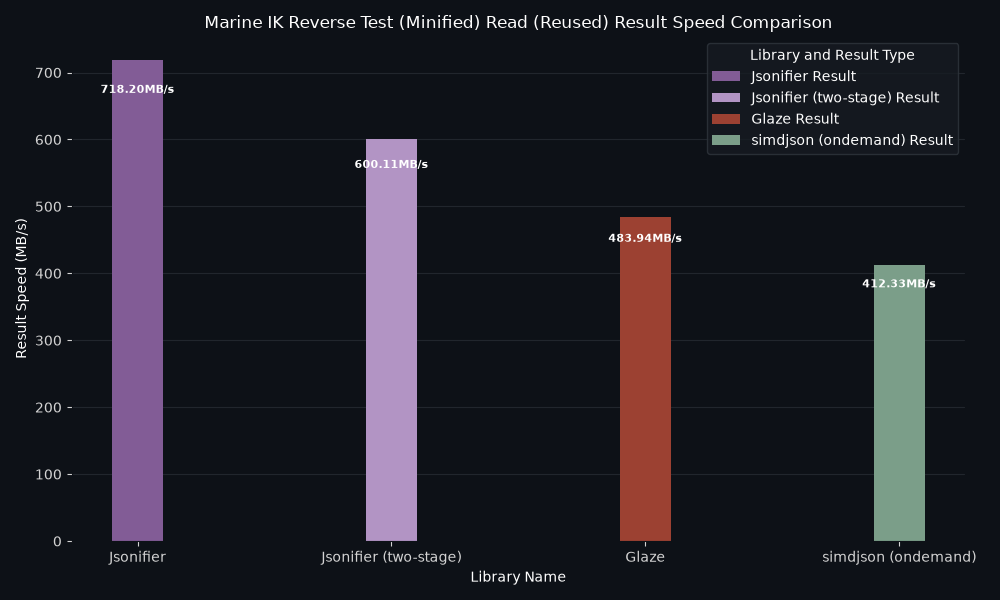 Marine IK Reverse Test (Minified) Read (Reused) Result Speed Comparison
Library and Result Type
Jsonifier Result
Jsonifier (two-stage) Result
Glaze Result
simdjson (ondemand) Result
Result Speed (MB/s)
700
600
500
400
300
200
100
0
718.20MB/s
600.11MB/s
483.94MB/s
412.33MB/s
Jsonifier
Jsonifier (two-stage)
Glaze
simdjson (ondemand)
Library Name